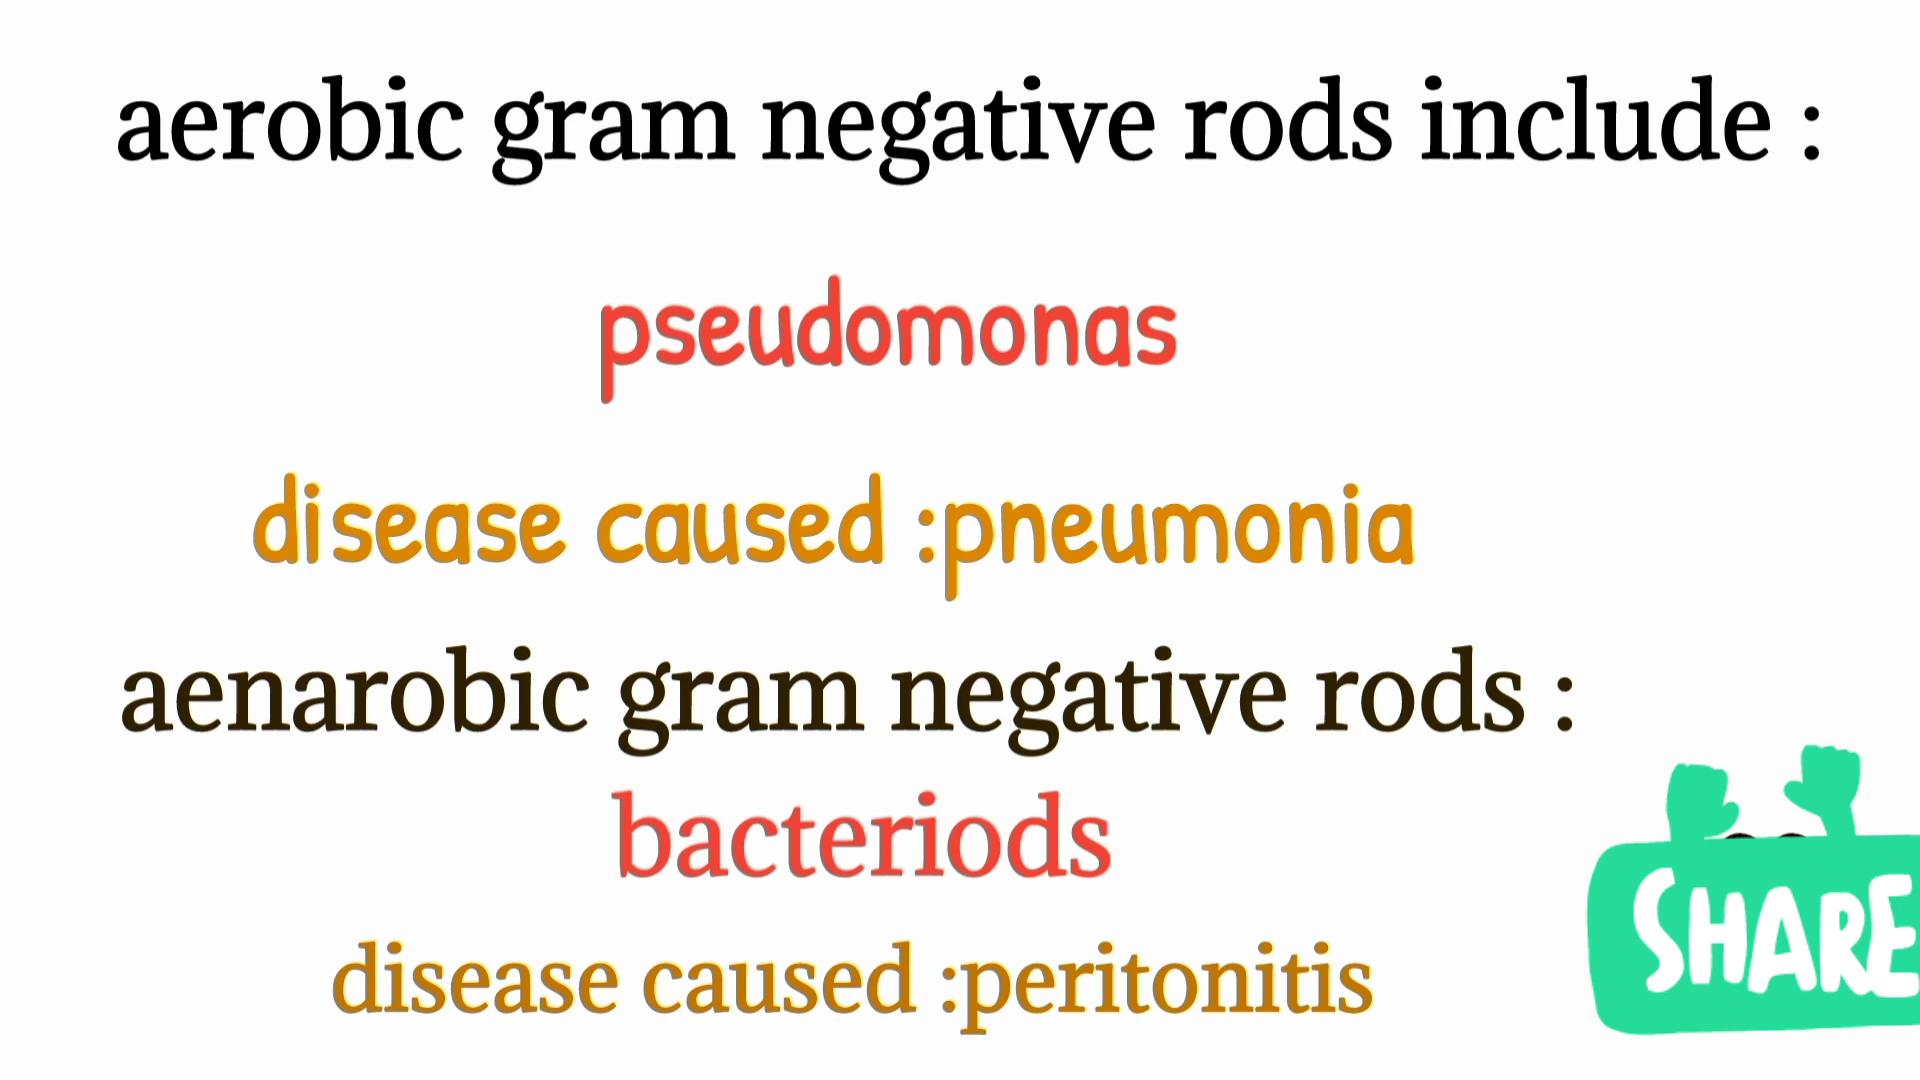 aerobic gram negative rods include :
pseudomonas
disease caused :pneumonia
aenarobic gram negative rods :
bacteriods
disease caused :peritonitis
SHARE